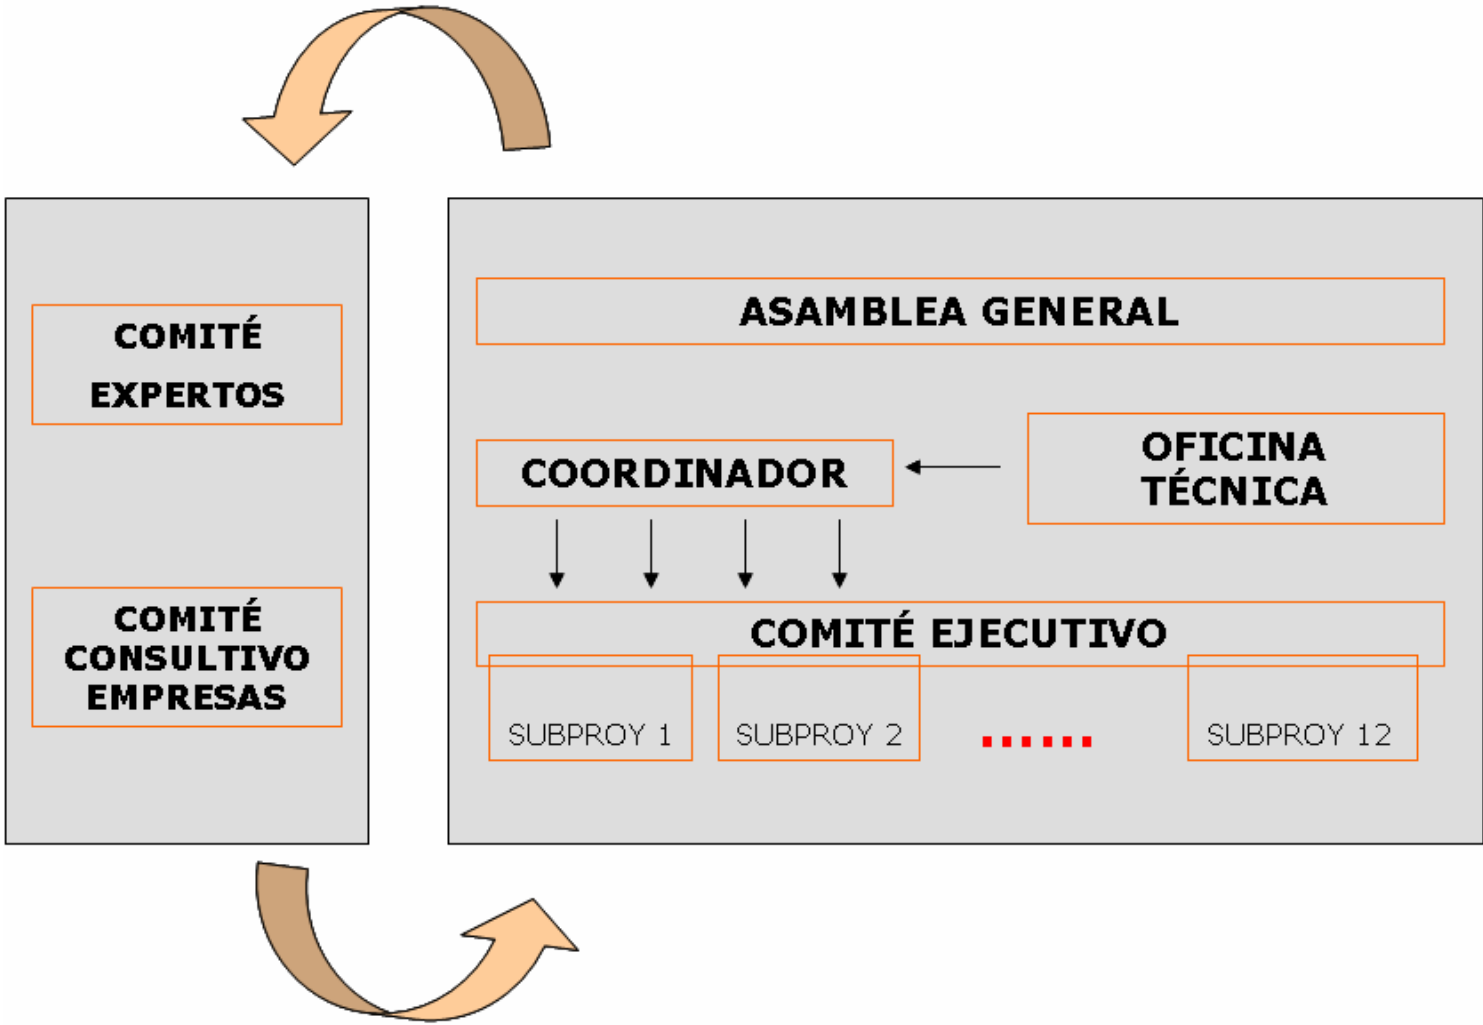 COMITÉ
EXPERTOS
COMITÉ
CONSULTIVO
EMPRESAS
ASAMBLEA GENERAL
COORDINADOR
OFICINA
TÉCNICA
COMITÉ EJECUTIVO
SUBPROY 1
SUBPROY 2
......
SUBPROY 12